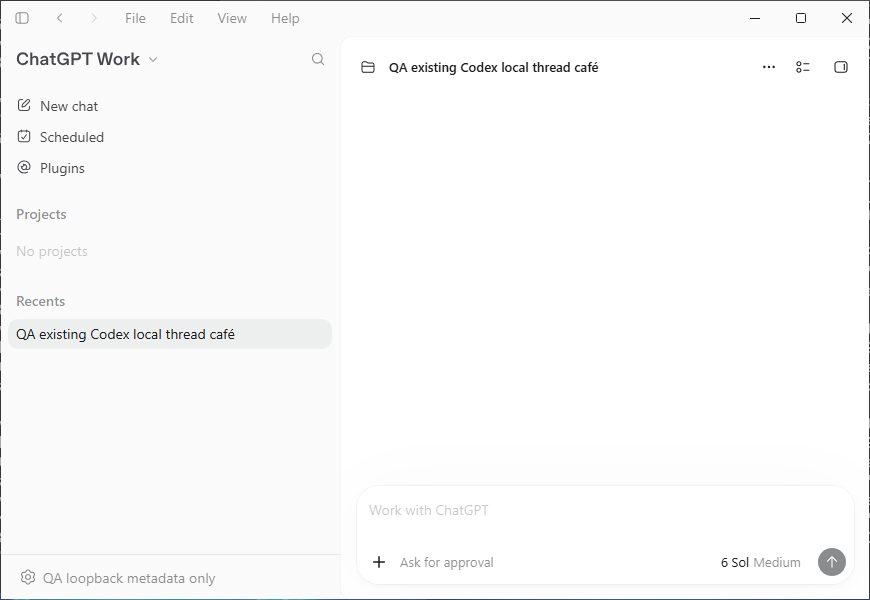 File Edit View Help
ChatGPT Work
New chat
Scheduled
Plugins
Projects
No projects
Recents
QA existing Codex local thread café
QA loopback metadata only
QA existing Codex local thread café
Work with ChatGPT
Ask for approval
6 Sol Medium